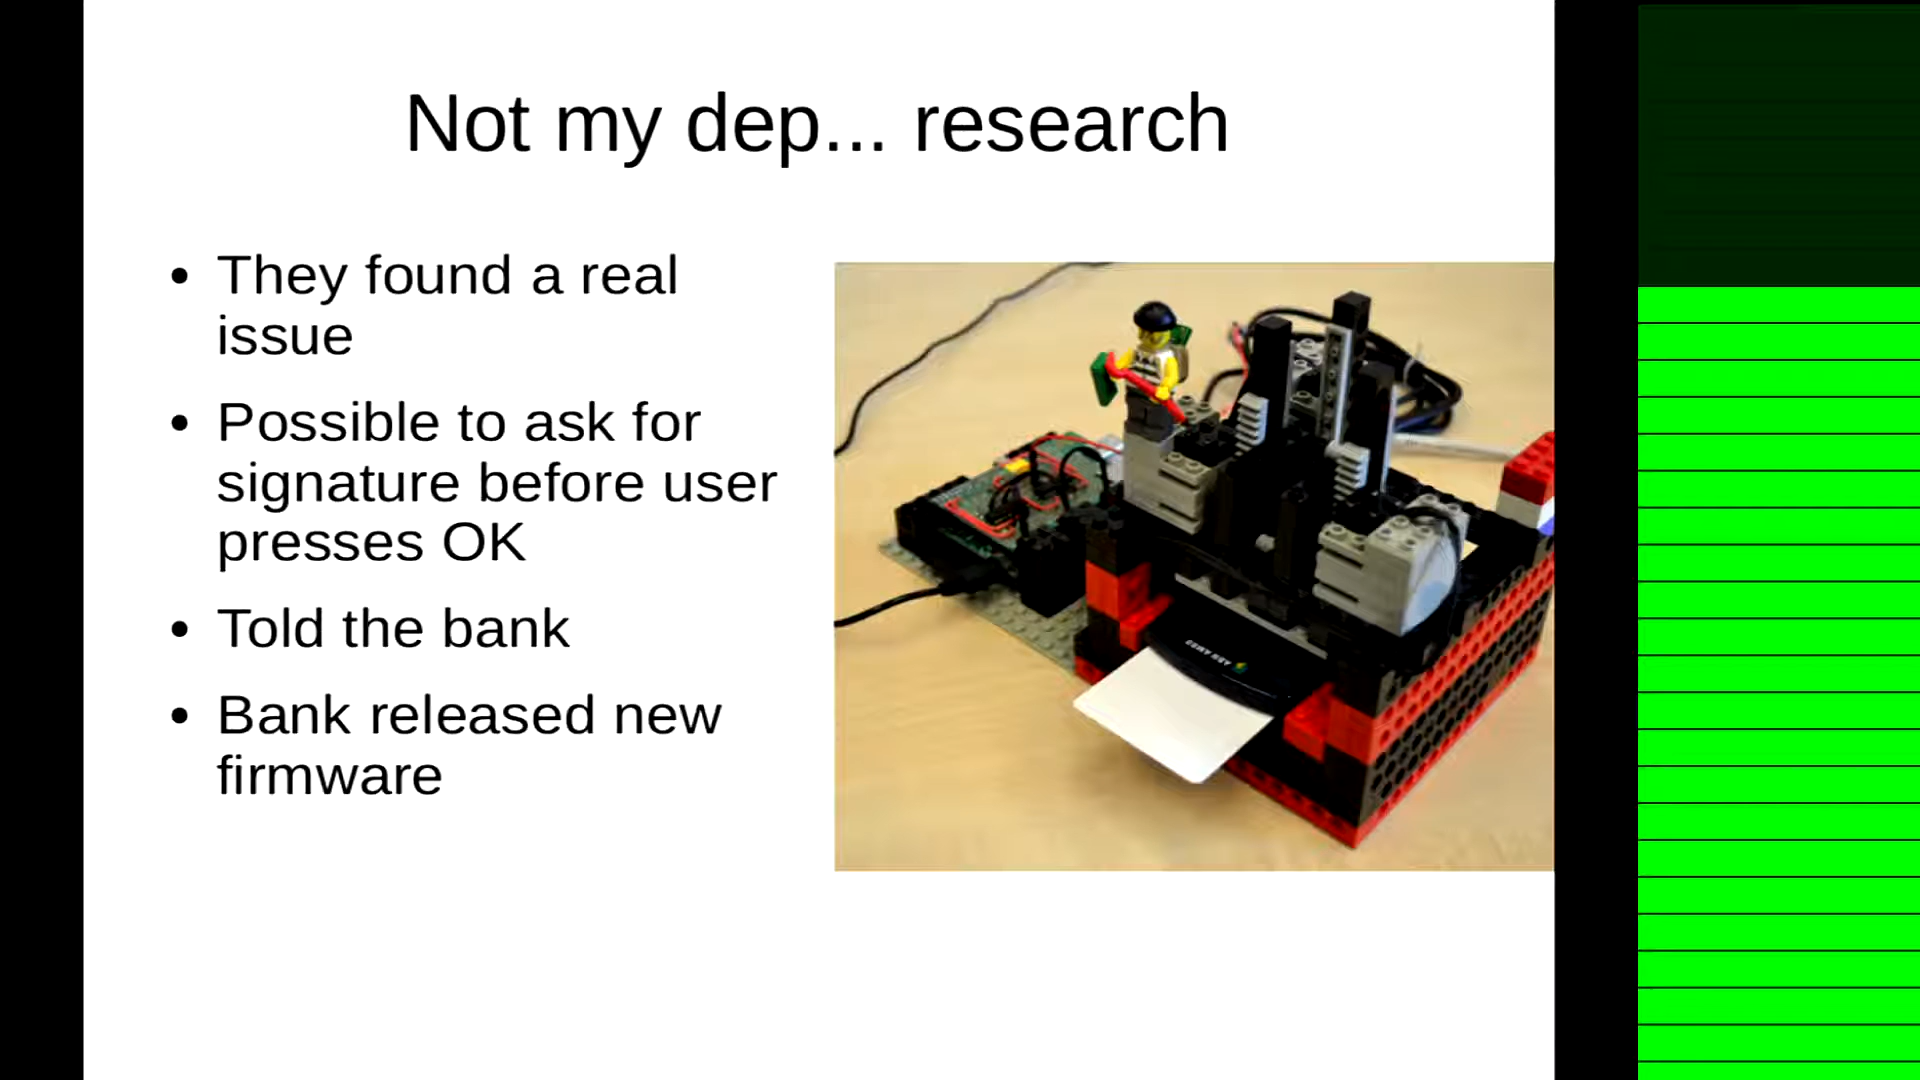 Not my dep... research
• They found a real
issue
• Possible to ask for
signature before user
presses OK
• Told the bank
• Bank released new
firmware